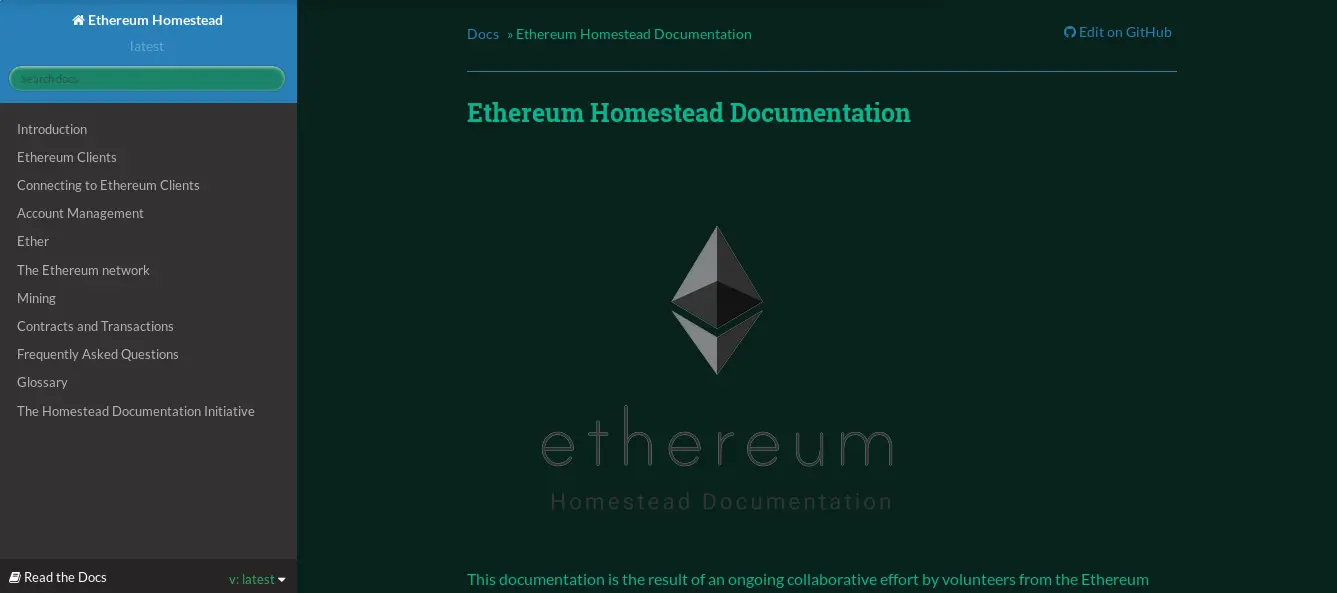 Ethereum Homestead
latest
Search docs
Introduction
Ethereum Clients
Connecting to Ethereum Clients
Account Management
Ether
The Ethereum network
Mining
Contracts and Transactions
Frequently Asked Questions
Glossary
The Homestead Documentation Initiative
Read the Docs
v: latest
Docs » Ethereum Homestead Documentation
Edit on GitHub
Ethereum Homestead Documentation
ethereum
Homestead Documentation
This documentation is the result of an ongoing collaborative effort by volunteers from the Ethereum